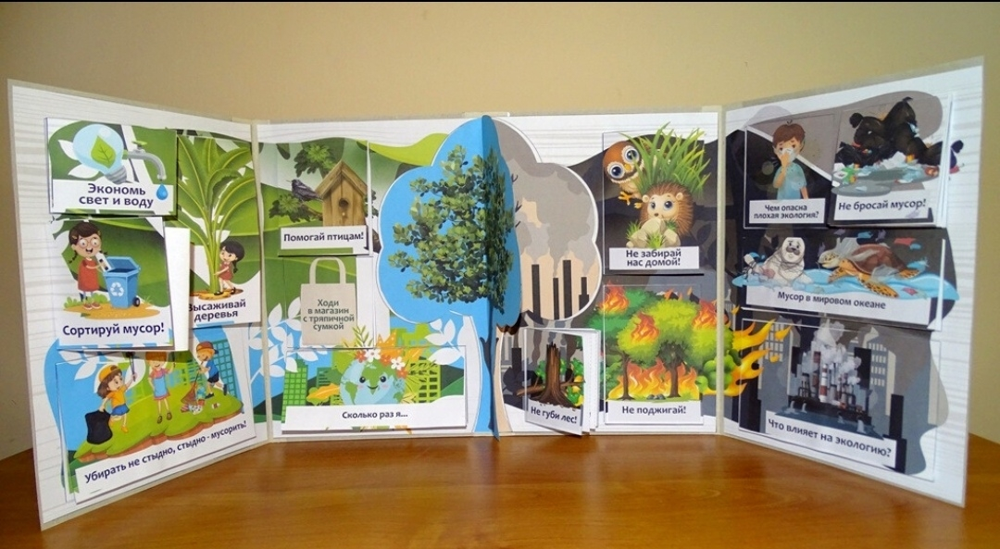 Экономь
свет и воду
Сортируй мусор!
Высаживай
деревья
Убирать не стыдно, стыдно - мусорить!
Помогай птицам!
Ходи
в магазин
с тряпичной
сумкой
Сколько раз я...
Не губи лес!
Не забирай
нас домой!
Не поджигай!
Чем опасна
плохая экология?
Не бросай мусор!
Мусор в мировом океане
Что влияет на экологию?